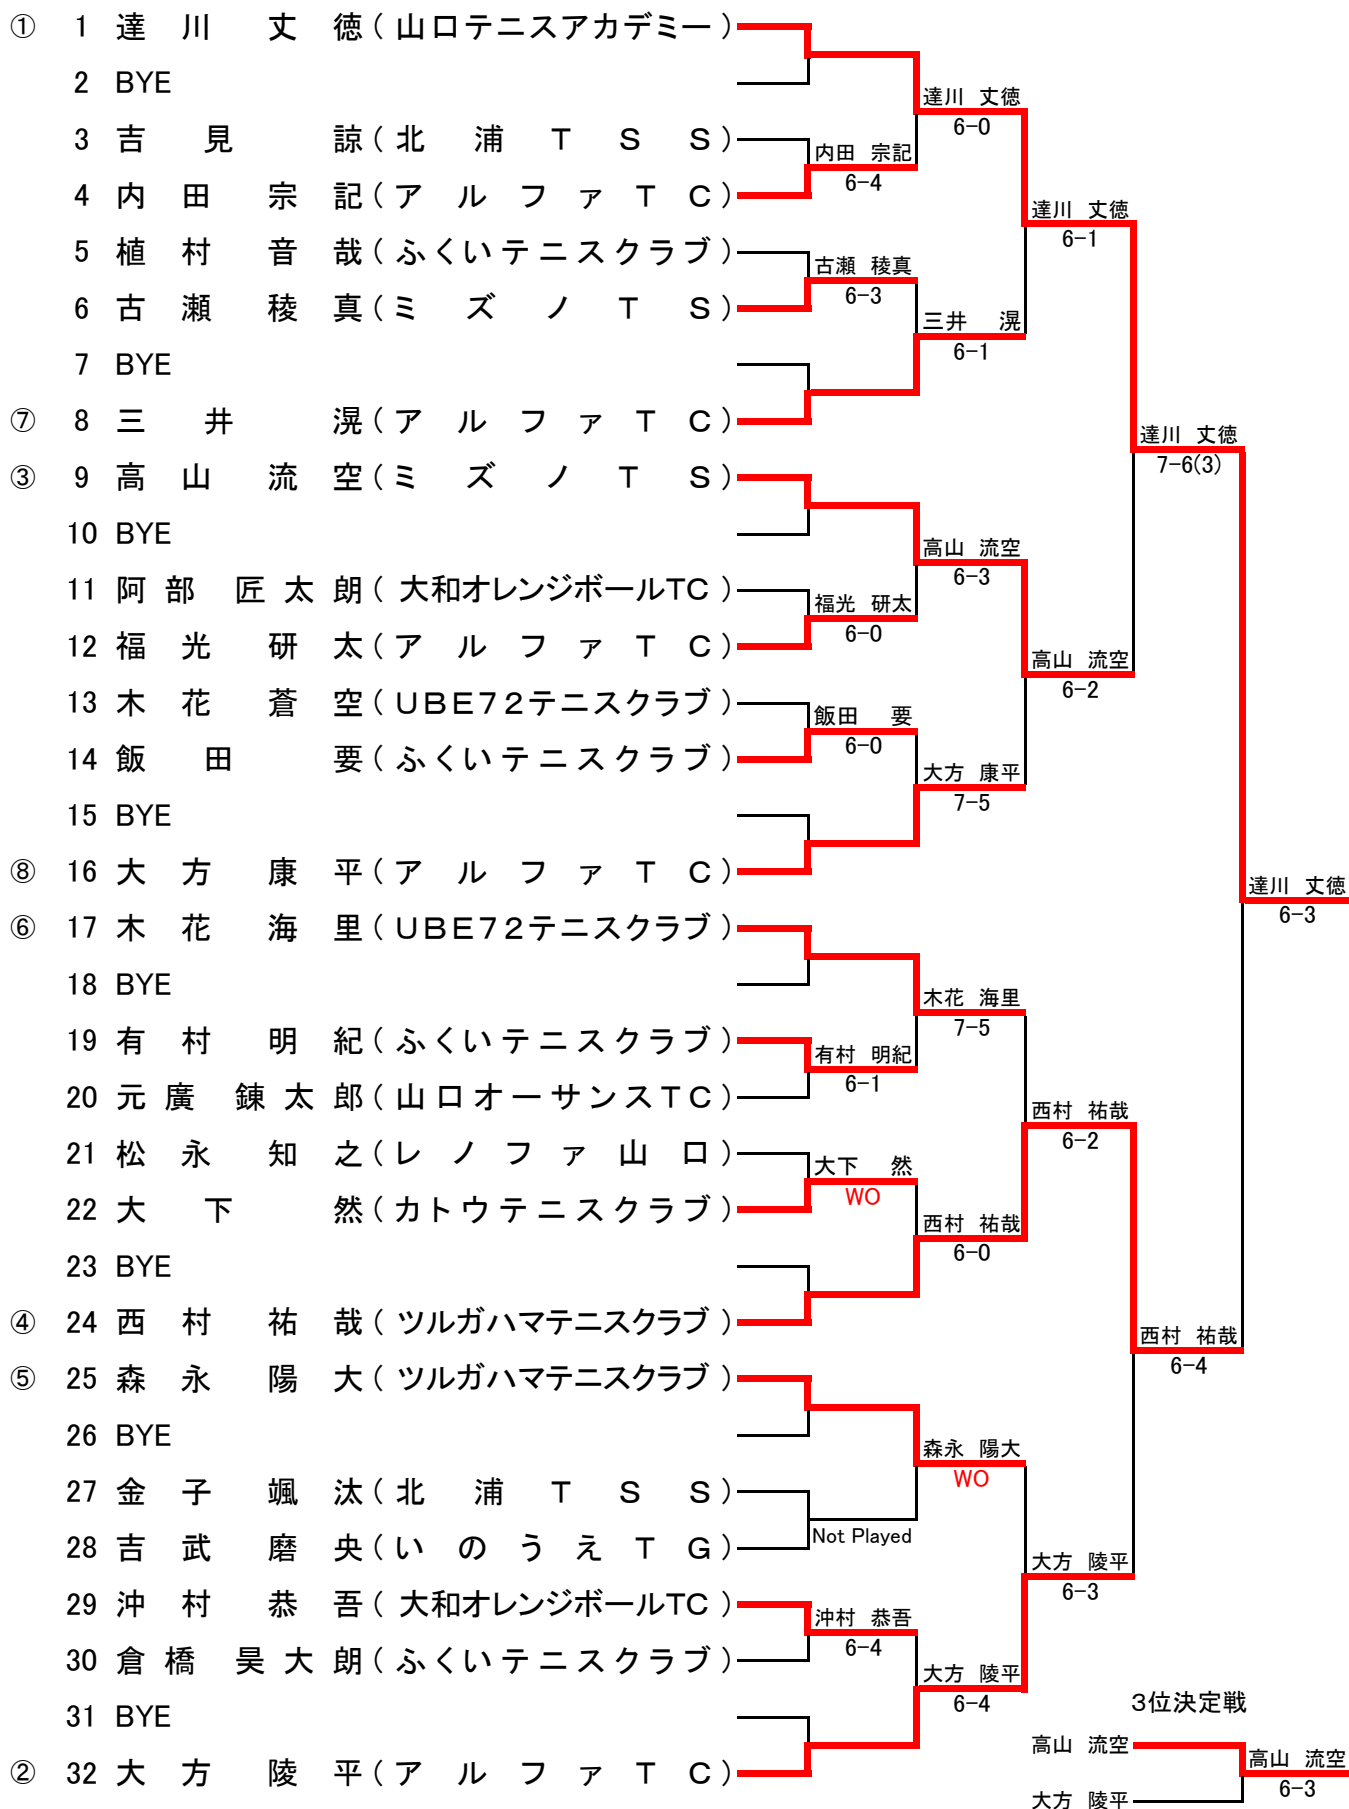 ① 1 達川 丈徳(山口テニスアカデミー)
2 BYE
達川 丈徳
6-0
3 吉見 諒(北浦TSS)
内田 宗記
6-4
4 内田 宗記(アルファTC)
達川 丈徳
6-1
5 植村 音哉(ふくいテニスクラブ)
古瀬 稜真
6-3
6 古瀬 稜真(ミズノTS)
三井 滉
6-1
7 BYE
⑦ 8 三井 滉(アルファTC)
達川 丈徳
7-6(3)
③ 9 高山 流空(ミズノTS)
10 BYE
高山 流空
6-3
11 阿部 匠太朗(大和オレンジボールTC)
福光 研太
6-0
12 福光 研太(アルファTC)
高山 流空
6-2
13 木花 蒼空(UBE72テニスクラブ)
飯田 要
6-0
14 飯田 要(ふくいテニスクラブ)
大方 康平
7-5
15 BYE
⑧ 16 大方 康平(アルファTC)
達川 丈徳
6-3
⑥ 17 木花 海里(UBE72テニスクラブ)
18 BYE
木花 海里
7-5
19 有村 明紀(ふくいテニスクラブ)
有村 明紀
6-1
20 元廣 錬太郎(山口オーサンスTC)
西村 祐哉
6-2
21 松永 知之(レノファ山口)
大下 然
WO
22 大下 然(カトウテニスクラブ)
西村 祐哉
6-0
23 BYE
④ 24 西村 祐哉(ツルガハマテニスクラブ)
西村 祐哉
6-4
⑤ 25 森永 陽大(ツルガハマテニスクラブ)
26 BYE
森永 陽大
WO
27 金子 颯汰(北浦TSS)
Not Played
28 吉武 磨央(いのうえTG)
大方 陵平
6-3
29 沖村 恭吾(大和オレンジボールTC)
沖村 恭吾
6-4
30 倉橋 昊大朗(ふくいテニスクラブ)
大方 陵平
6-4
31 BYE
② 32 大方 陵平(アルファTC)
3位決定戦
高山 流空
高山 流空
6-3
大方 陵平